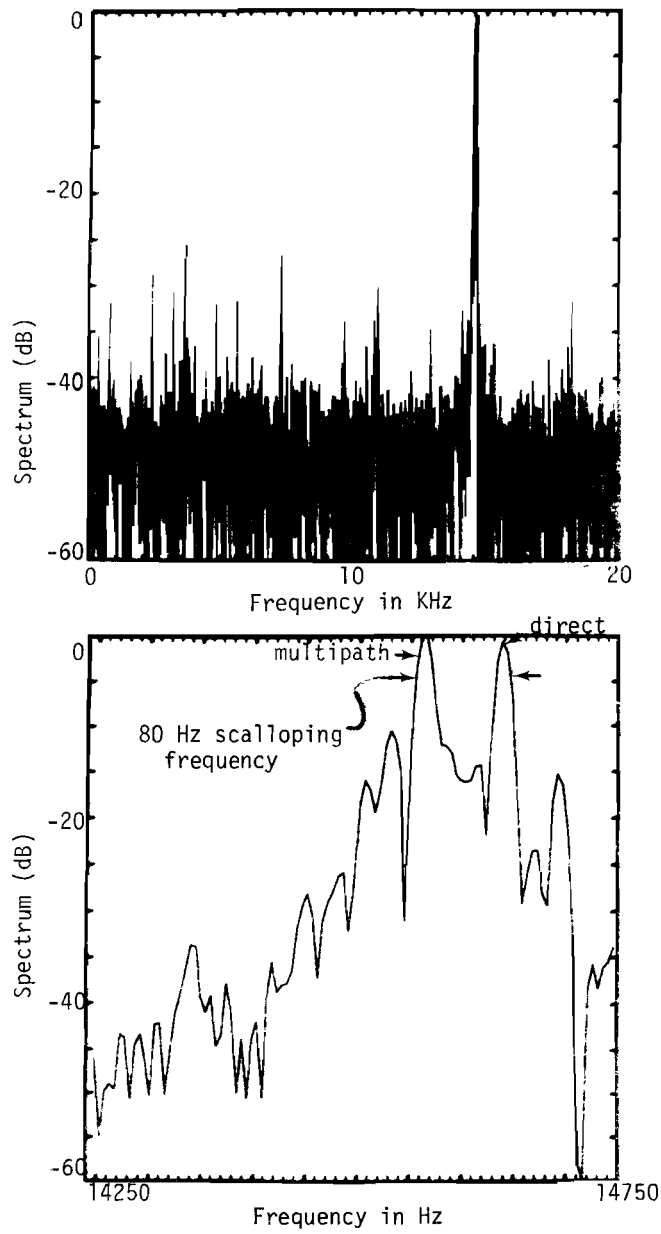 0
-20
-40
-60
Spectrum (dB)
0
10
20
Frequency in KHz
direct
multipath
80 Hz scalloping
frequency
0
-20
-40
-60
Spectrum (dB)
14250
14750
Frequency in Hz